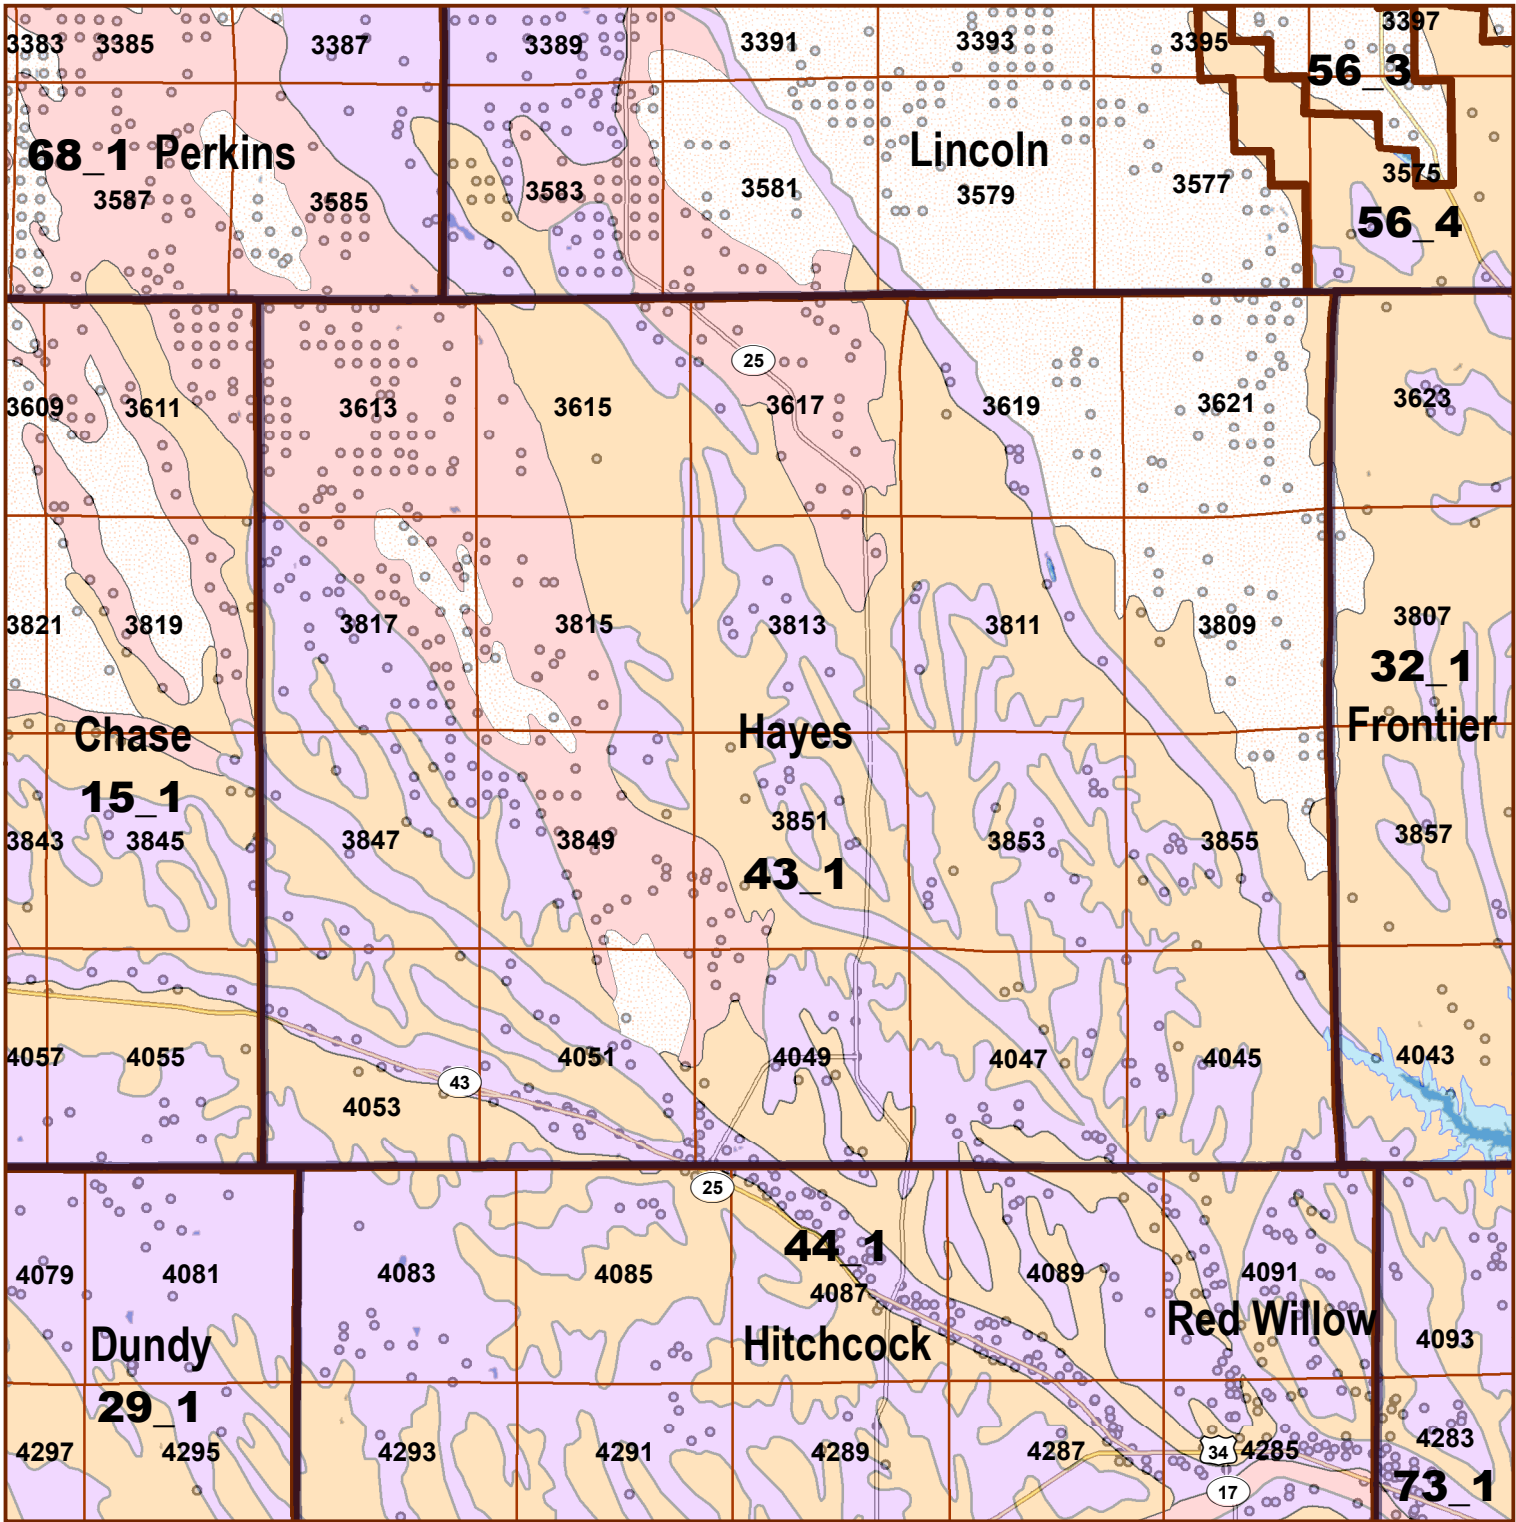 3383 3385 3387 3389 3391 3393 3395 3397
56_3
68_1 Perkins Lincoln
3587 3585 3583 3581 3579 3577 3575
56_4
25
3609 3611 3613 3615 3617 3619 3621 3623
3821 3819 3817 3815 3813 3811 3809 3807
32_1
Chase Hayes Frontier
15_1
3843 3845 3847 3849 3851 3853 3855 3857
43_1
4057 4055 4053 4051 4049 4047 4045 4043
43
25
44_1
4079 4081 4083 4085 4087 4089 4091 4093
Dundy Hitchcock Red Willow
29_1
4297 4295 4293 4291 4289 4287 34 4285 4283
17 73_1